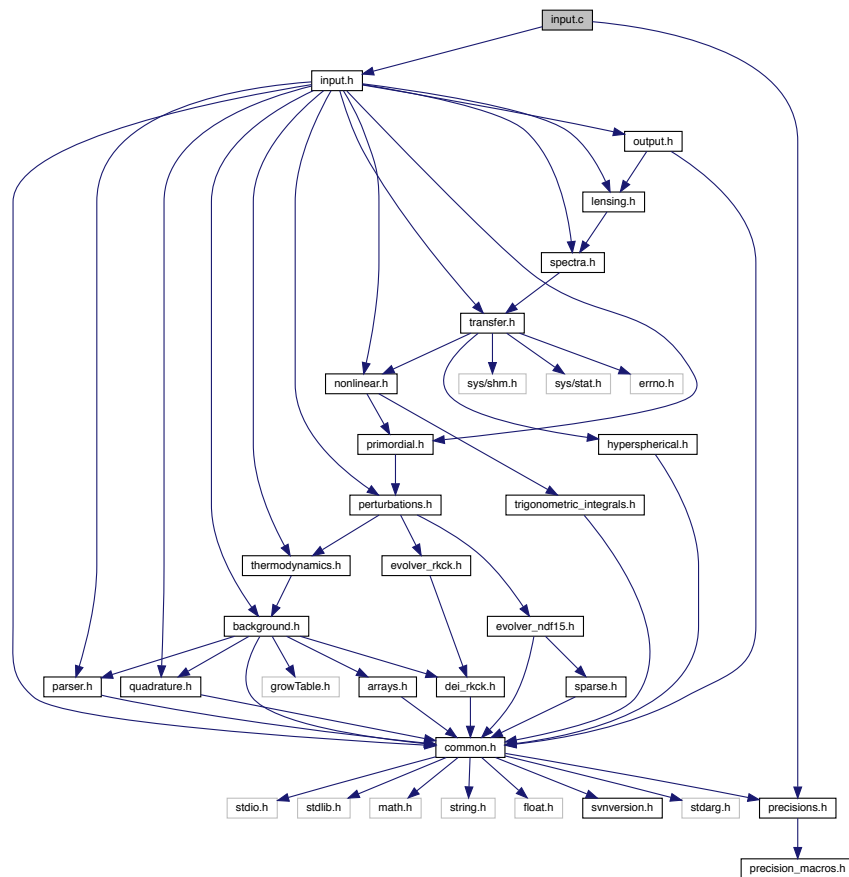 input.c
input.h
output.h
lensing.h
spectra.h
transfer.h
nonlinear.h
sys/shm.h
sys/stat.h
errno.h
primordial.h
hyperspherical.h
perturbations.h
trigonometric_integrals.h
thermodynamics.h
evolver_rkck.h
background.h
evolver_ndf15.h
parser.h
quadrature.h
growTable.h
arrays.h
dei_rkck.h
sparse.h
common.h
stdio.h
stdlib.h
math.h
string.h
float.h
svnversion.h
stdarg.h
precisions.h
precision_macros.h